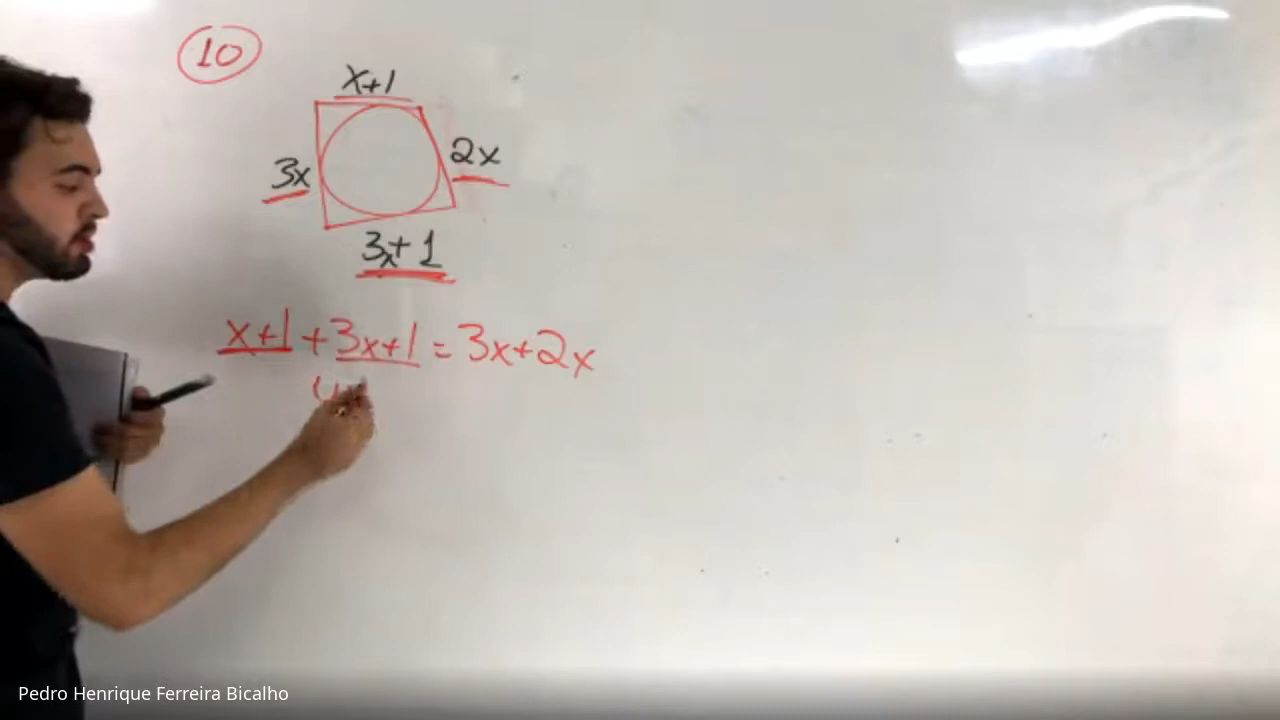 10
x+1
3x
2x
3x+1
x+1+3x+1=3x+2x
Pedro Henrique Ferreira Bicalho